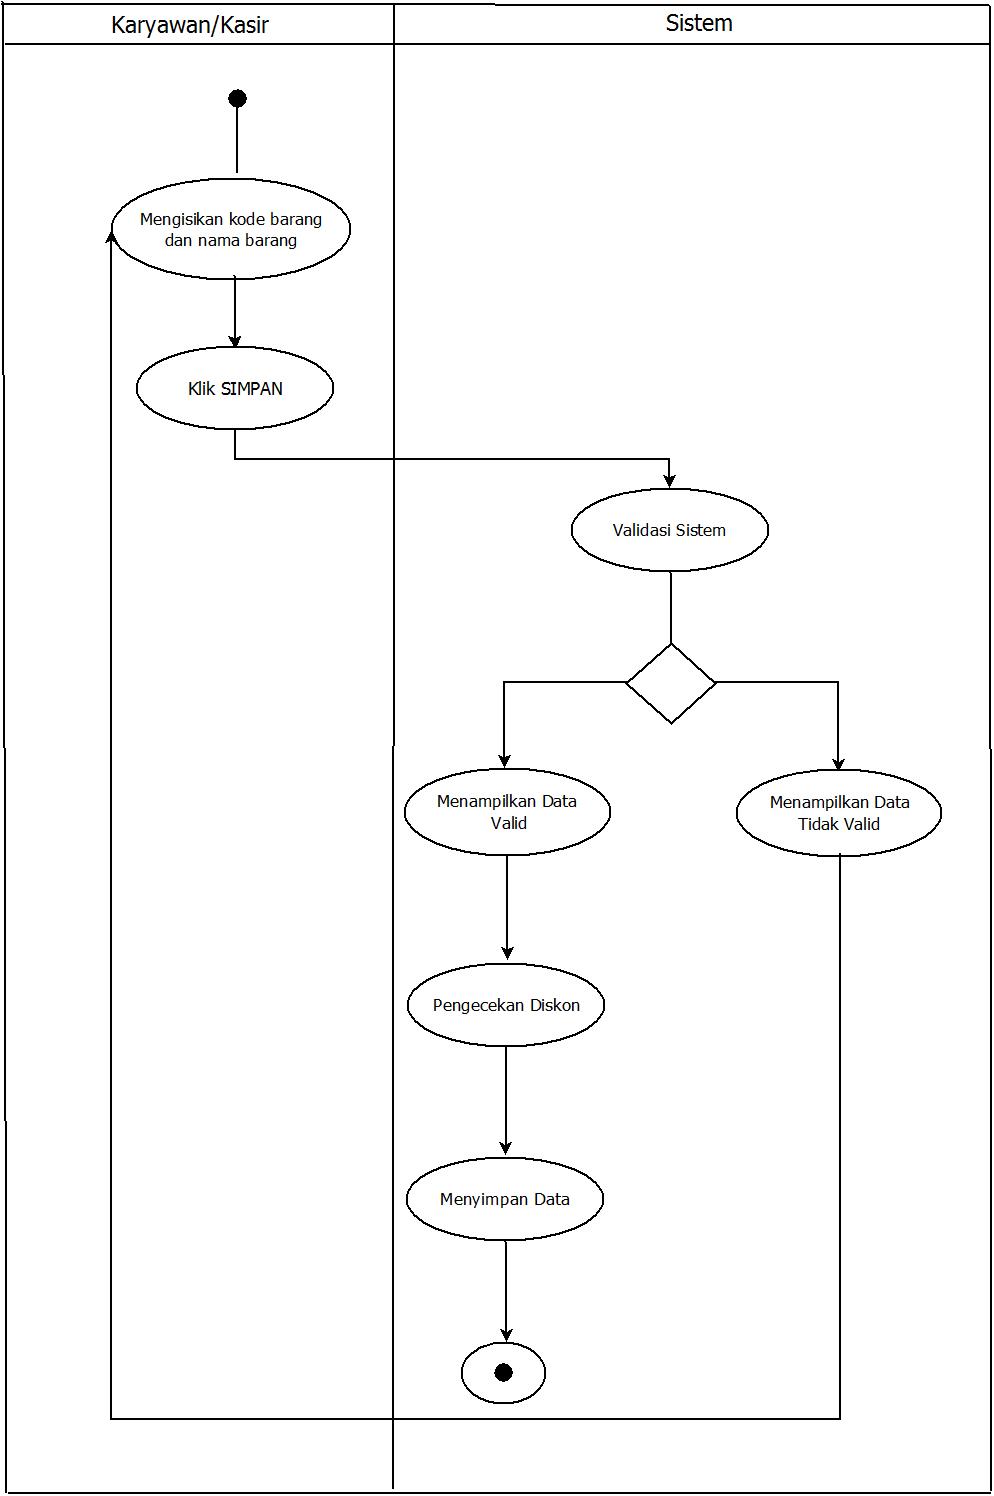 Karyawan/Kasir
Sistem
Mengisikan kode barang
dan nama barang
Klik SIMPAN
Validasi Sistem
Menampilkan Data
Valid
Menampilkan Data
Tidak Valid
Pengecekan Diskon
Menyimpan Data